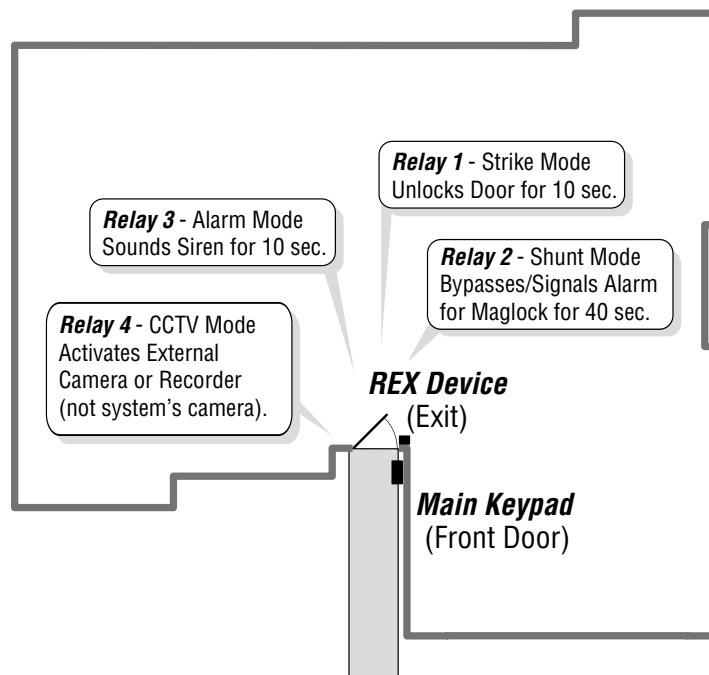 Relay 1 - Strike Mode
Unlocks Door for 10 sec.
Relay 3 - Alarm Mode
Sounds Siren for 10 sec.
Relay 2 - Shunt Mode
Bypasses/Signals Alarm
for Maglock for 40 sec.
Relay 4 - CCTV Mode
Activates External
Camera or Recorder
(not system’s camera).
REX Device
(Exit)
Main Keypad
(Front Door)